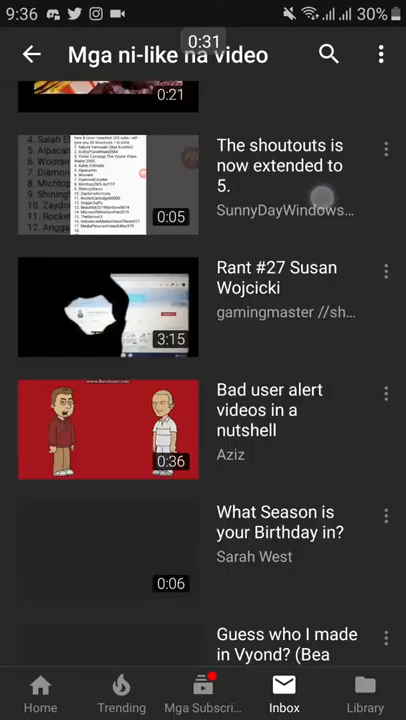 9:36
30%
0:31
Mga ni-like na video
0:21
0:05
The shoutouts is
now extended to
5.
SunnyDayWindows...
3:15
Rant #27 Susan
Wojcicki
gamingmaster //sh...
www.Bandicam.com
0:36
Bad user alert
videos in a
nutshell
Aziz
0:06
What Season is
your Birthday in?
Sarah West
Guess who I made
in Vyond? (Bea
Home
Trending
Mga Subscri...
Inbox
Library